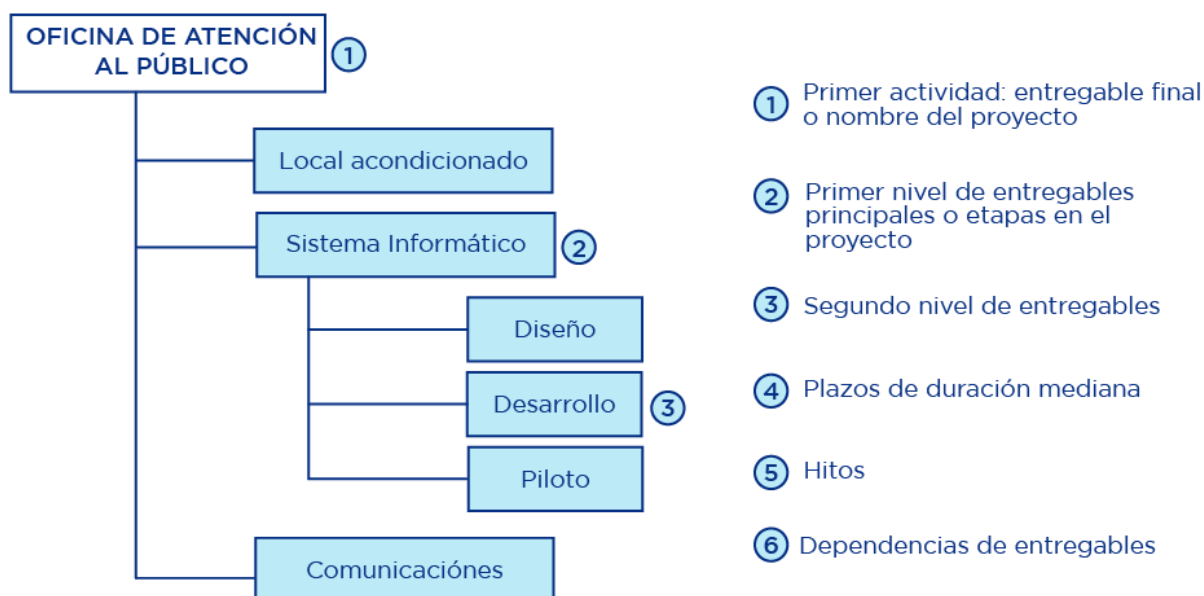 OFICINA DE ATENCIÓN
AL PÚBLICO
1
Local acondicionado
Sistema Informático
2
Diseño
Desarrollo
3
Piloto
Comunicaciónes
1 Primer actividad: entregable final
o nombre del proyecto
2 Primer nivel de entregables
principales o etapas en el
proyecto
3 Segundo nivel de entregables
4 Plazos de duración mediana
5 Hitos
6 Dependencias de entregables